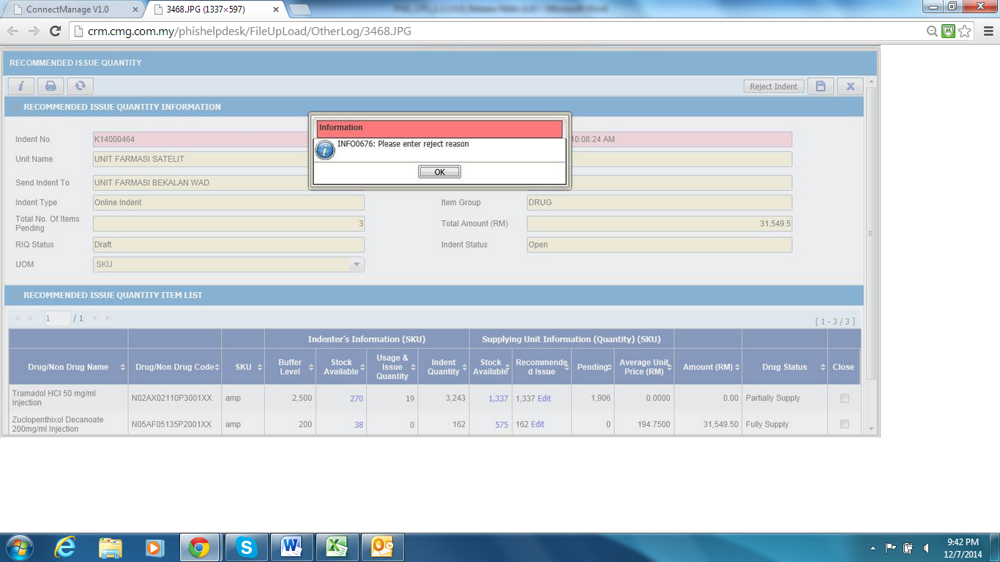 ConnectManage V1.0
3468.JPG (1337×597)
crm.cmg.com.my/phishelpdesk/FileUpLoad/OtherLog/3468.JPG
RECOMMENDED ISSUE QUANTITY
Reject Indent
RECOMMENDED ISSUE QUANTITY INFORMATION
Information
INFO0676: Please enter reject reason
OK
Indent No. K14000464 10:08:24 AM
Unit Name UNIT FARMASI SATELIT
Send Indent To UNIT FARMASI BEKALAN WAD
Indent Type Online Indent Item Group DRUG
Total No. Of Items Pending 3 Total Amount (RM) 31,549.5
RIQ Status Draft Indent Status Open
UOM SKU
RECOMMENDED ISSUE QUANTITY ITEM LIST
1 / 1 [ 1 - 3 / 3 ]
Indenter's Information (SKU) Supplying Unit Information (Quantity) (SKU)
Drug/Non Drug Name Drug/Non Drug Code SKU Buffer Level Stock Available Usage & Issue Quantity Indent Quantity Stock Available Recommended Issue Pending Average Unit Price (RM) Amount (RM) Drug Status Close
Tramadol HCl 50 mg/ml Injection N02AX02110P3001XX amp 2,500 270 19 3,243 1,337 1,337 Edit 1,906 0.0000 0.00 Partially Supply
Zuclopenthixol Decanoate 200mg/ml Injection N05AF05135P2001XX amp 200 38 0 162 575 162 Edit 0 194.7500 31,549.50 Fully Supply
9:42 PM
12/7/2014